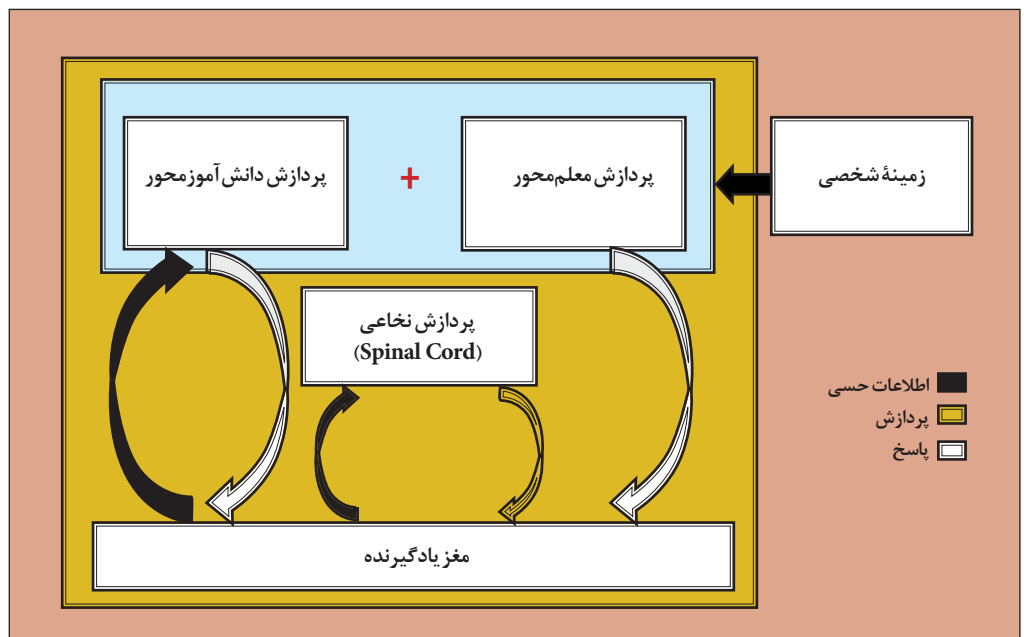 زمینهٔ شخصی
پردازش معلم‌محور
+
پردازش دانش‌آموزمحور
پردازش نخاعی
(Spinal Cord)
اطلاعات حسی
پردازش
پاسخ
مغز یادگیرنده